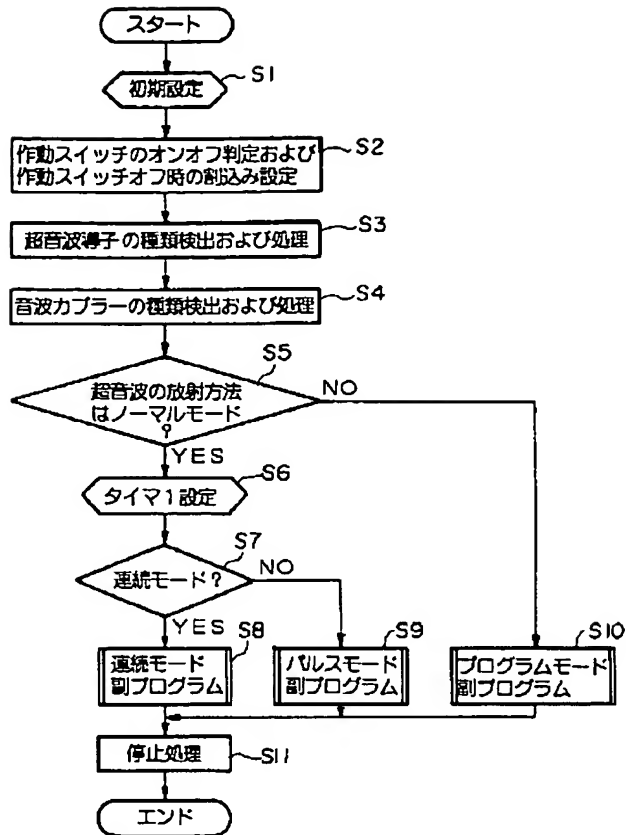 スタート
初期設定
S1
作動スイッチのオンオフ判定および
作動スイッチオフ時の割込み設定
S2
超音波導子の種類検出および処理
S3
音波カプラーの種類検出および処理
S4
超音波の放射方法
はノーマルモード
?
S5
NO
YES
タイマ1設定
S6
連続モード?
S7
NO
YES
連続モード
副プログラム
S8
パルスモード
副プログラム
S9
プログラムモード
副プログラム
S10
停止処理
S11
エンド